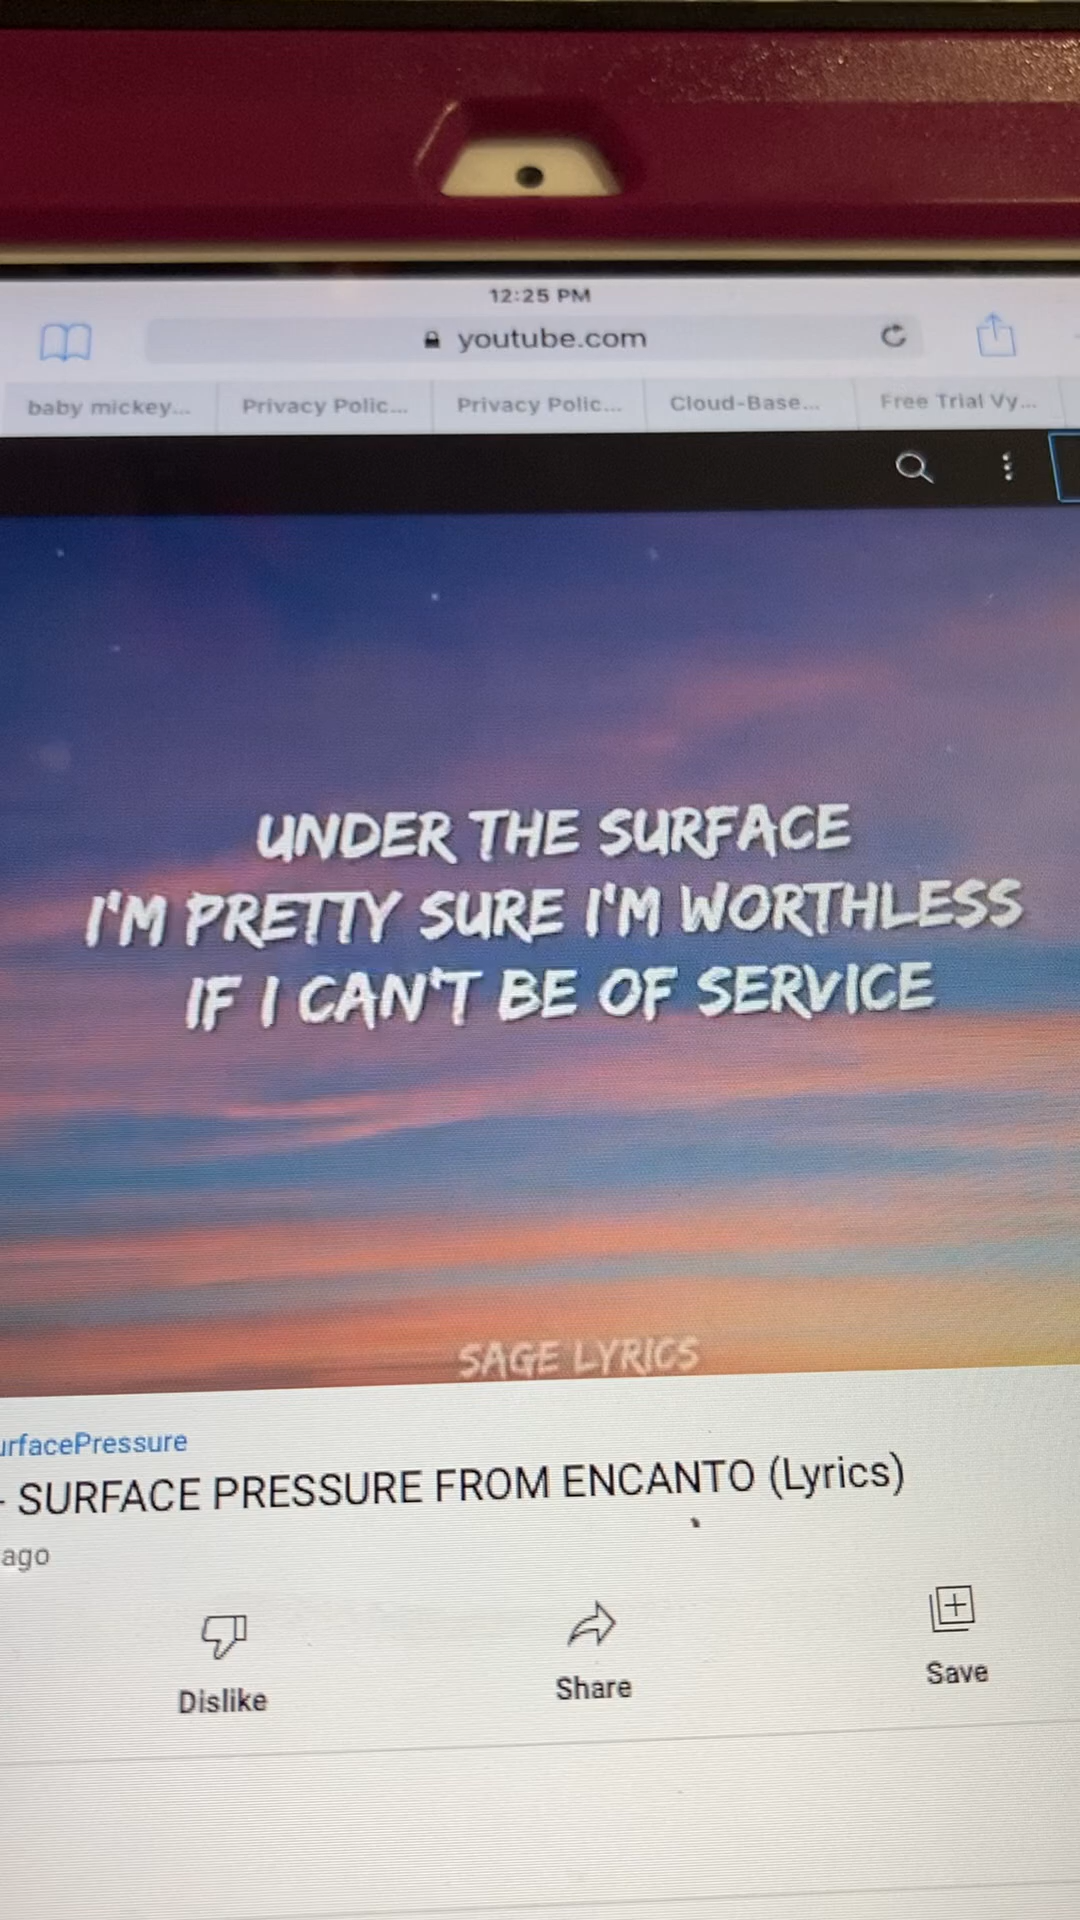 12:25 PM
youtube.com
baby mickey... Privacy Polic... Privacy Polic... Cloud-Base... Free Trial Vy...
UNDER THE SURFACE
I'M PRETTY SURE I'M WORTHLESS
IF I CAN'T BE OF SERVICE
SAGE LYRICS
urfacePressure
- SURFACE PRESSURE FROM ENCANTO (Lyrics)
ago
Dislike Share Save